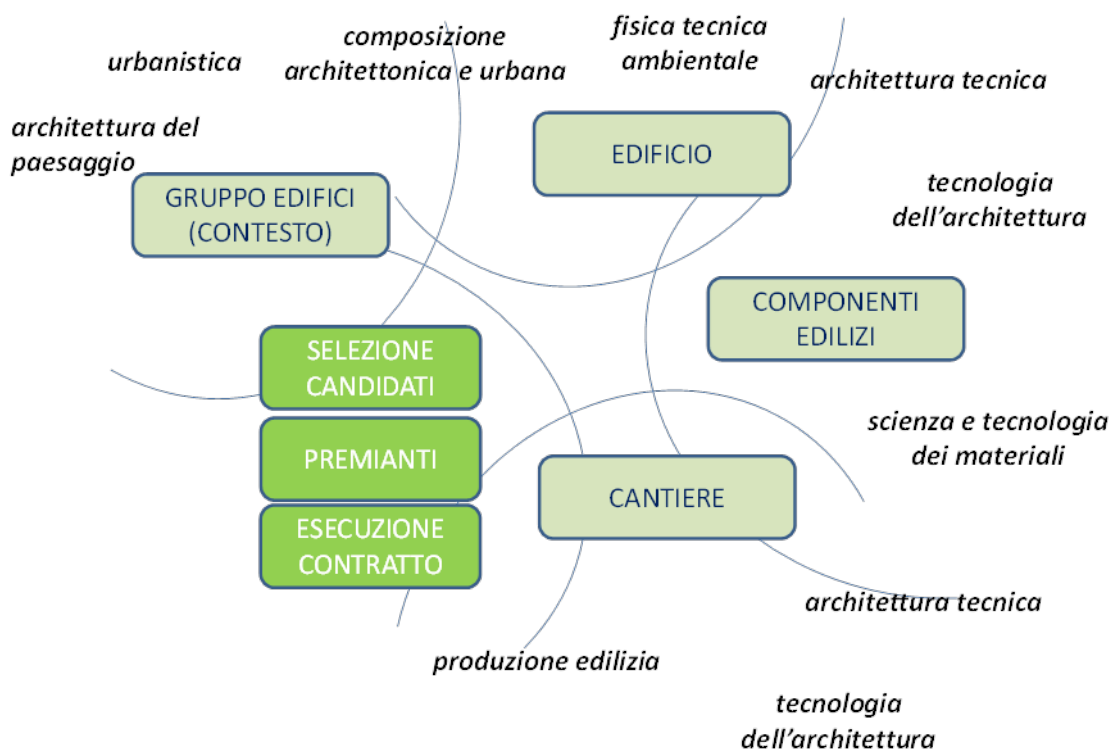 composizione
architettonica e urbana
fisica tecnica
ambientale
urbanistica
architettura tecnica
architettura del
paesaggio
EDIFICIO
GRUPPO EDIFICI
(CONTESTO)
tecnologia
dell’architettura
COMPONENTI
EDILIZI
SELEZIONE
CANDIDATI
PREMIANTI
ESECUZIONE
CONTRATTO
scienza e tecnologia
dei materiali
CANTIERE
architettura tecnica
produzione edilizia
tecnologia
dell’architettura